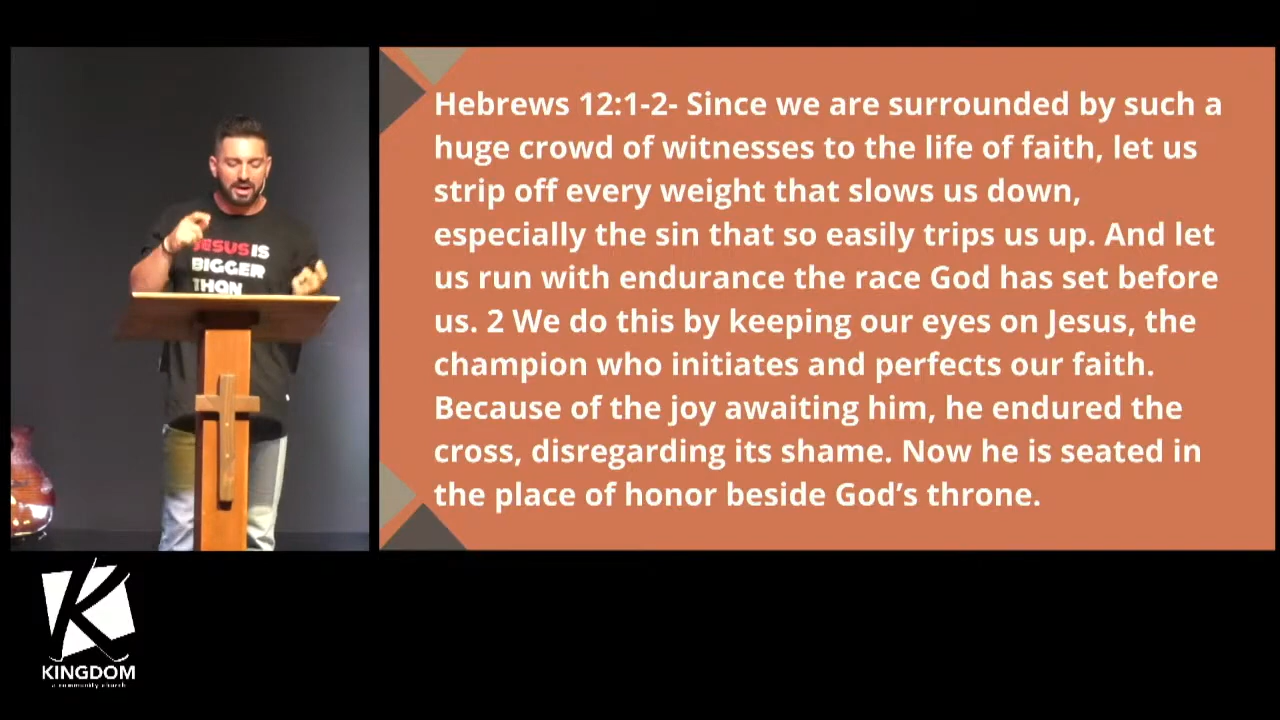 Hebrews 12:1-2- Since we are surrounded by such a
huge crowd of witnesses to the life of faith, let us
strip off every weight that slows us down,
especially the sin that so easily trips us up. And let
us run with endurance the race God has set before
us. 2 We do this by keeping our eyes on Jesus, the
champion who initiates and perfects our faith.
Because of the joy awaiting him, he endured the
cross, disregarding its shame. Now he is seated in
the place of honor beside God’s throne.
JESUS IS
BIGGER
THAN
K
KINGDOM
a community church